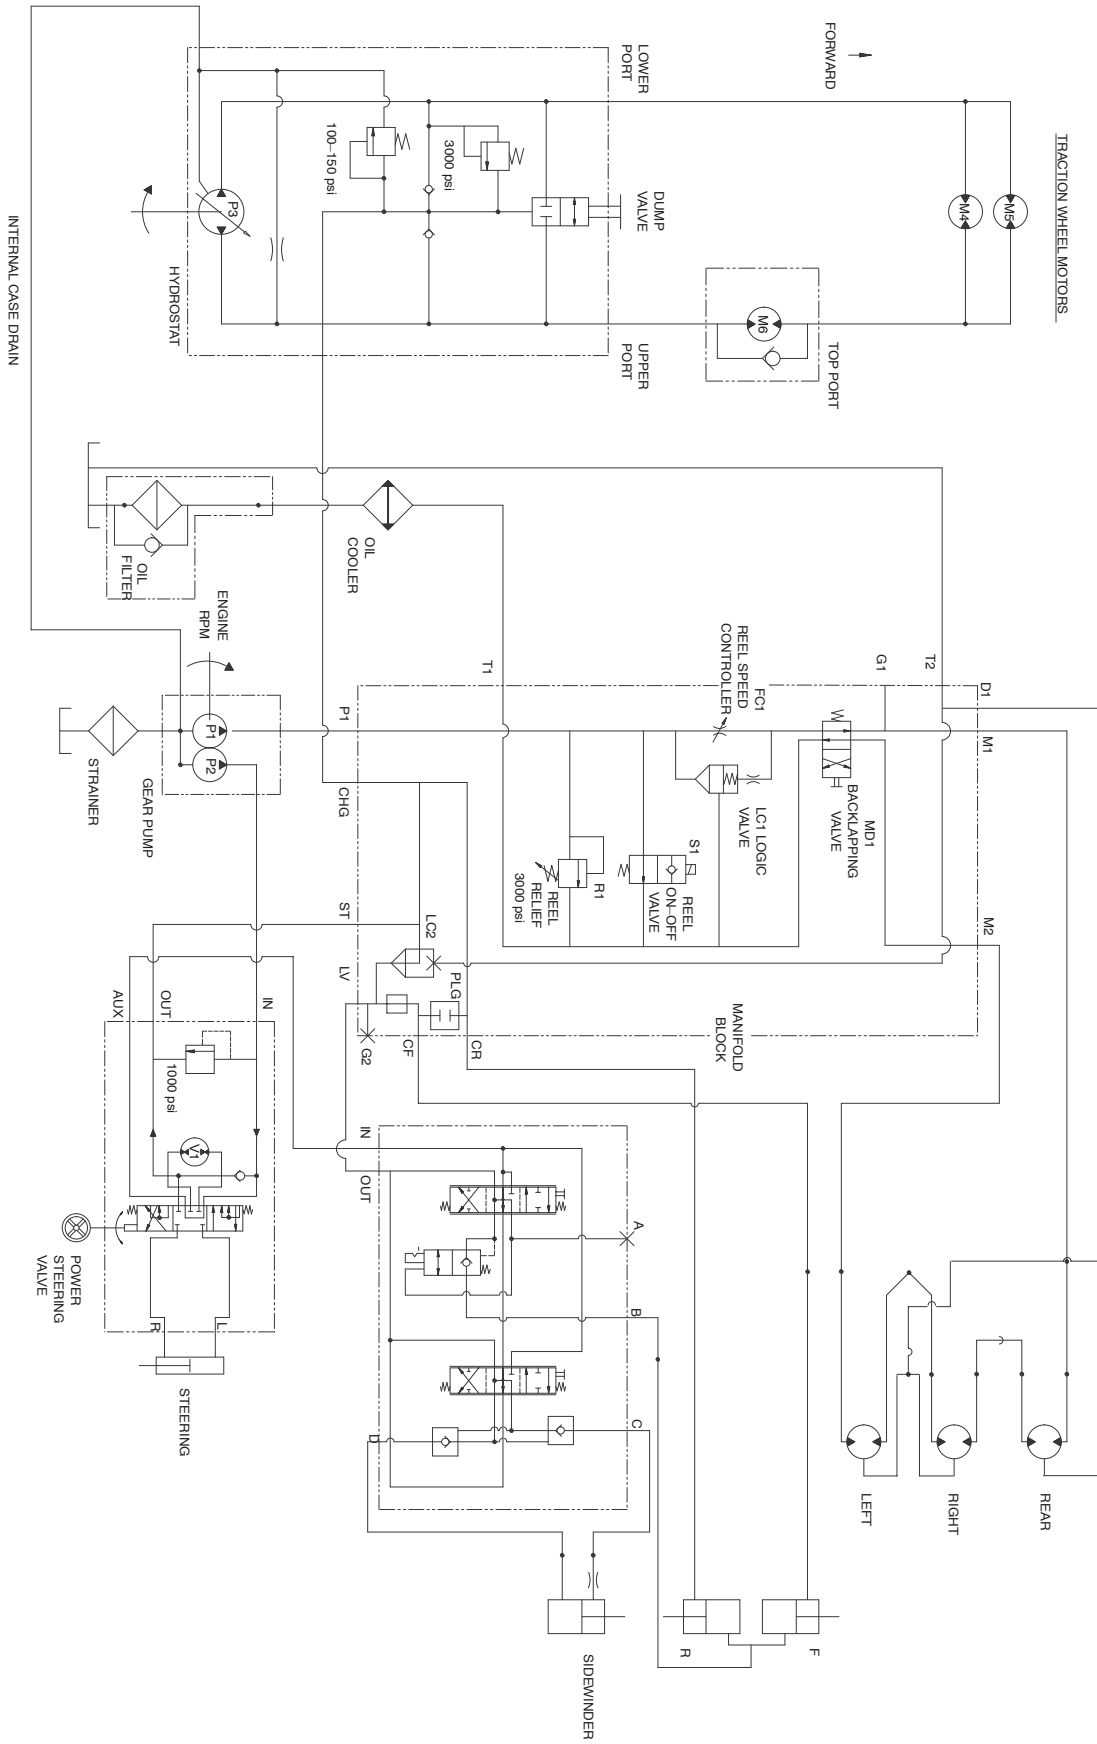 TRACTION WHEEL MOTORS
FORWARD
M5
M4
LOWER
PORT
UPPER
PORT
DUMP
VALVE
3000 psi
100-150 psi
P3
HYDROSTAT
M6
TOP PORT
INTERNAL CASE DRAIN
OIL
COOLER
OIL
FILTER
ENGINE
RPM
STRAINER
GEAR PUMP
P1
P2
T1
P1
CHG
ST
LV
G1
T2
D1
M1
M2
REEL SPEED
CONTROLLER
FC1
LC1 LOGIC
VALVE
MD1
BACKLAPPING
VALVE
S1
REEL
ON-OFF
VALVE
R1
REEL
RELIEF
3000 psi
LC2
PLG
CF
CR
G2
MANIFOLD
BLOCK
REAR
RIGHT
LEFT
IN
OUT
A
B
C
D
F
R
SIDEWINDER
AUX
OUT
IN
1000 psi
V1
POWER
STEERING
VALVE
R
L
STEERING